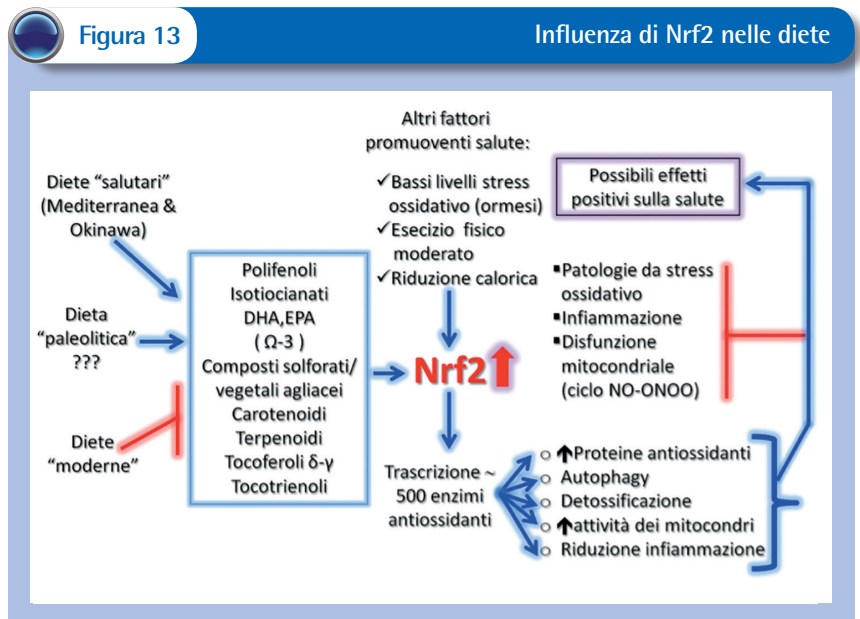 Figura 13
Influenza di Nrf2 nelle diete
Altri fattori
promuoventi salute:
✓Bassi livelli stress
ossidativo (ormesi)
✓Esecizio fisico
moderato
✓Riduzione calorica
Possibili effetti
positivi sulla salute
Diete “salutari”
(Mediterranea &
Okinawa)
Dieta
“paleolitica”
???
Diete
“moderne”
Polifenoli
Isotiocianati
DHA,EPA
( Ω-3 )
Composti solforati/
vegetali agliacei
Carotenoidi
Terpenoidi
Tocoferoli δ-γ
Tocotrienoli
Nrf2
▪Patologie da stress
ossidativo
▪Infiammazione
▪Disfunzione
mitocondriale
(ciclo NO-ONOO)
Trascrizione ~
500 enzimi
antiossidanti
o ↑Proteine antiossidanti
o Autophagy
o Detossificazione
o ↑attività dei mitocondri
o Riduzione infiammazione